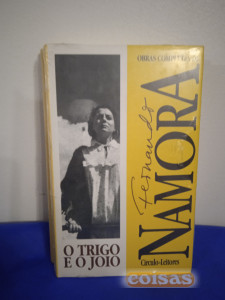 OBRAS COMPLETAS
Fernando
NAMORA
O TRIGO
E O JOIO
Círculo-Leitores
coisas